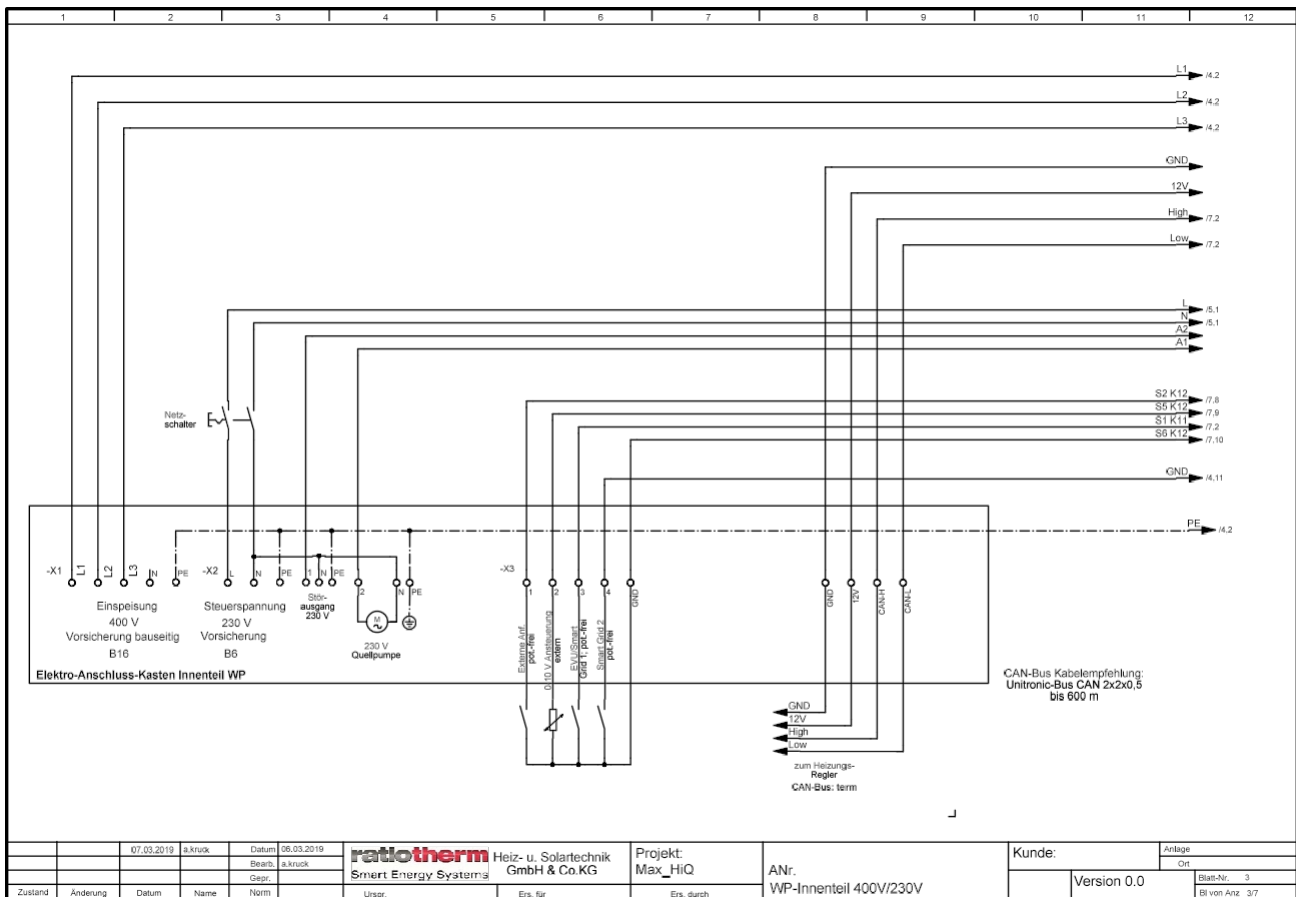 1 2 3 4 5 6 7 8 9 10 11 12
L1 /4.2
L2 /4.2
L3 /4.2
GND
12V
High /7.2
Low /7.2
L /5.1
N /5.1
A2
A1
Netz-
schalter
S2 K12 /7.8
S5 K12 /7.9
S1 K11 /7.2
S6 K12 /7.10
GND /4.11
PE /4.2
-X1 L1 L2 L3 N PE -X2 L N PE 1 N PE 2 N PE -X3 1 2 3 4 GND GND 12V CAN-H CAN-L
Einspeisung
400 V
Vorsicherung bauseitig
B16
Steuerspannung
230 V
Vorsicherung
B6
Stör-
ausgang
230 V
M
230 V
Quellpumpe
Externe Anf.
pot.-frei
0-10 V Ansteuerung
extern
EVU/Smart
Grid 1; pot.-frei
Smart Grid 2
pot.-frei
Elektro-Anschluss-Kasten Innenteil WP
CAN-Bus Kabelempfehlung:
Unitronic-Bus CAN 2x2x0,5
bis 600 m
GND
12V
High
Low
zum Heizungs-
Regler
CAN-Bus: term
07.03.2019 a.kruck Datum 06.03.2019
Bearb. a.kruck
Gepr.
Zustand Änderung Datum Name Norm
ratiotherm
Smart Energy Systems
Heiz- u. Solartechnik
GmbH & Co.KG
Urspr. Ers. für Ers. durch
Projekt:
Max_HiQ
ANr.
WP-Innenteil 400V/230V
Kunde:
Version 0.0
Anlage
Ort
Blatt-Nr. 3
Bl von Anz 3/7